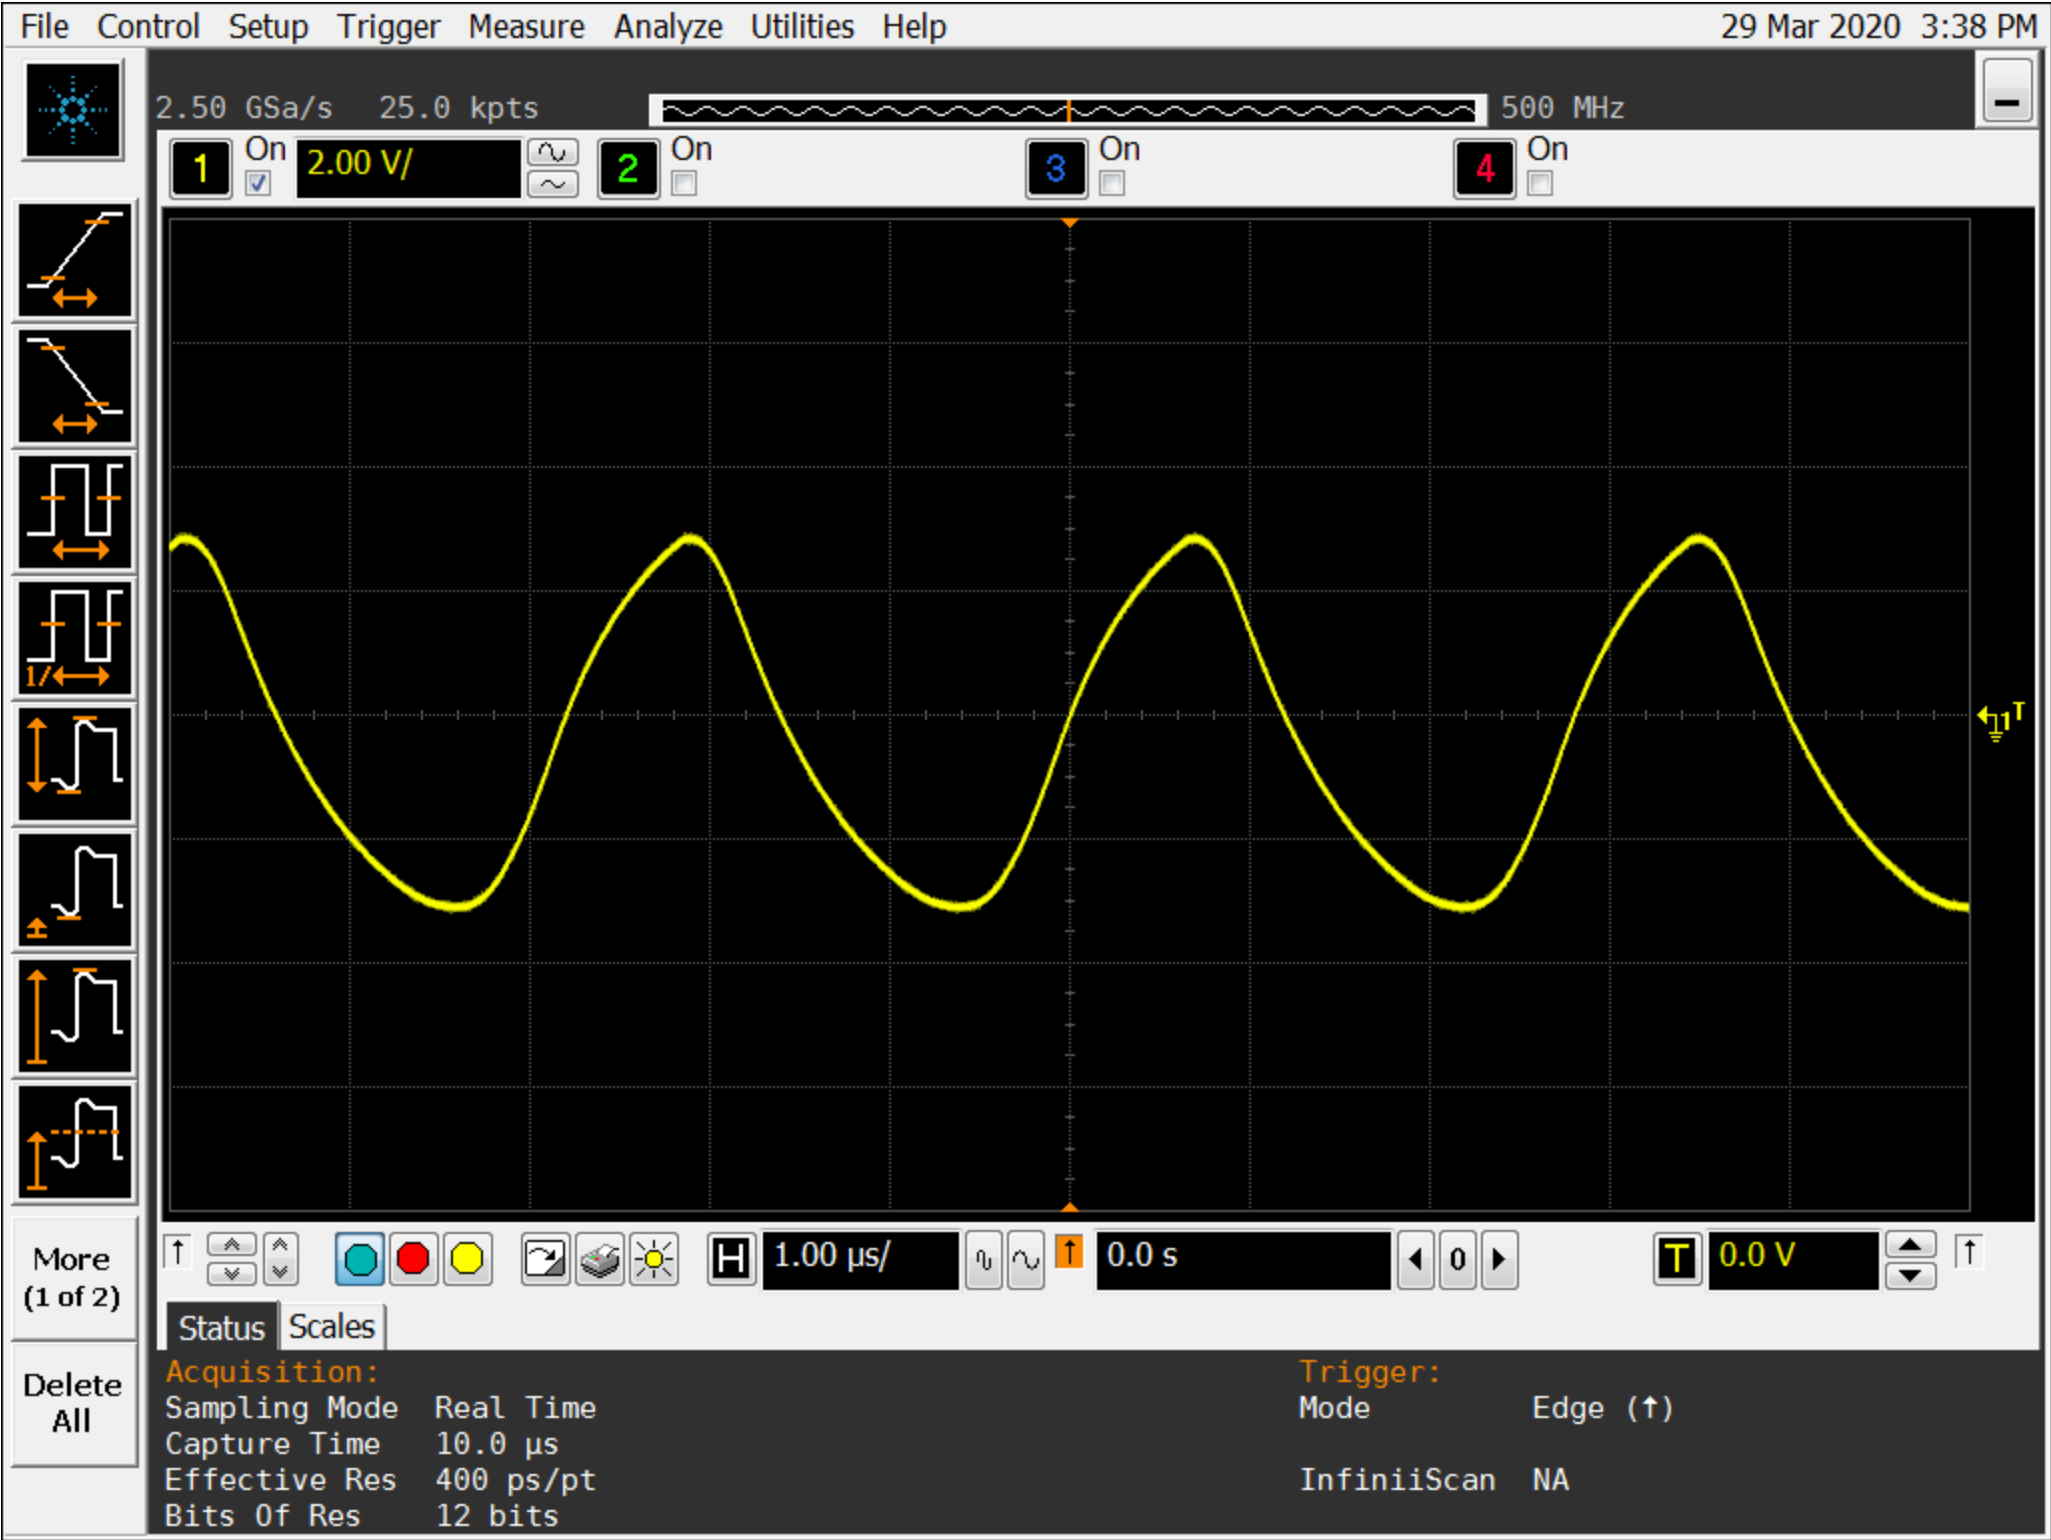 File Control Setup Trigger Measure Analyze Utilities Help 29 Mar 2020 3:38 PM
2.50 GSa/s 25.0 kpts 500 MHz
1 On 2.00 V/ 2 On 3 On 4 On
1/
1 T
More
(1 of 2)
H 1.00 µs/ 0.0 s 0 T 0.0 V
Delete
All
Status Scales
Acquisition: Trigger:
Sampling Mode Real Time Mode Edge (↑)
Capture Time 10.0 µs
Effective Res 400 ps/pt InfiniiScan NA
Bits Of Res 12 bits